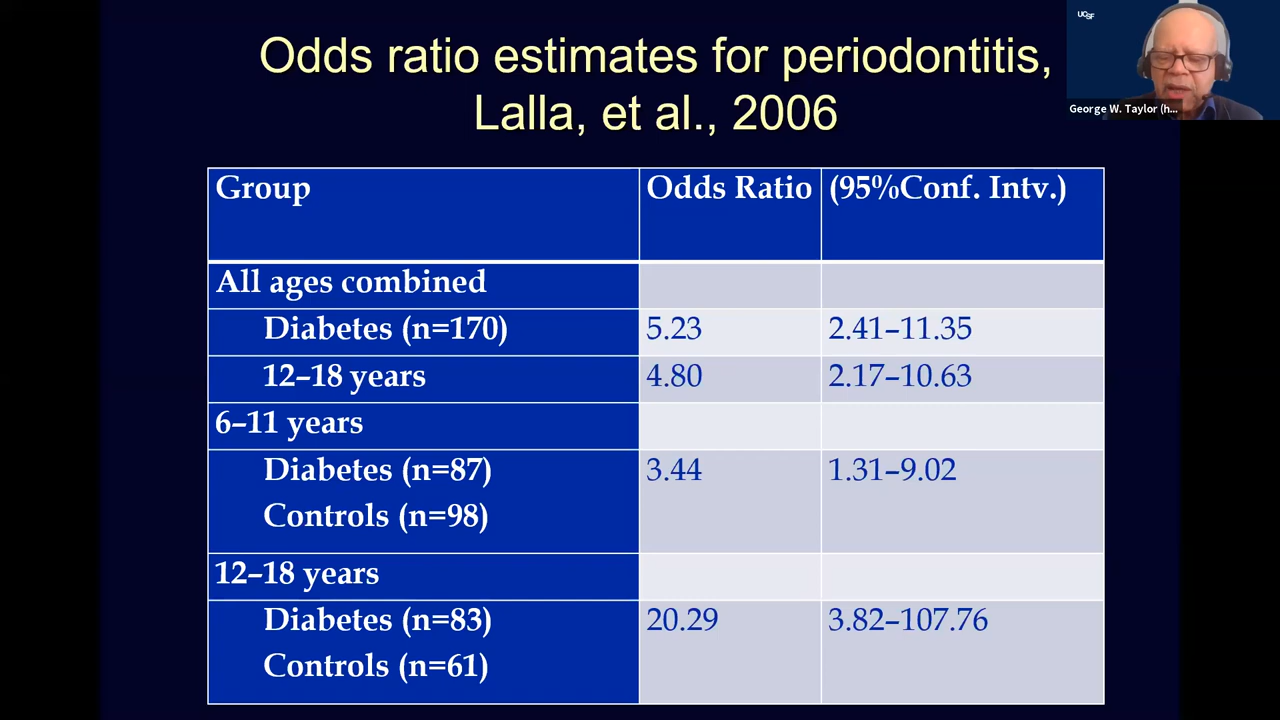 Odds ratio estimates for periodontitis,
Lalla, et al., 2006
UCSF
George W. Taylor (h...
Group Odds Ratio (95%Conf. Intv.)
All ages combined
Diabetes (n=170) 5.23 2.41–11.35
12–18 years 4.80 2.17–10.63
6–11 years
Diabetes (n=87) 3.44 1.31–9.02
Controls (n=98)
12–18 years
Diabetes (n=83) 20.29 3.82–107.76
Controls (n=61)